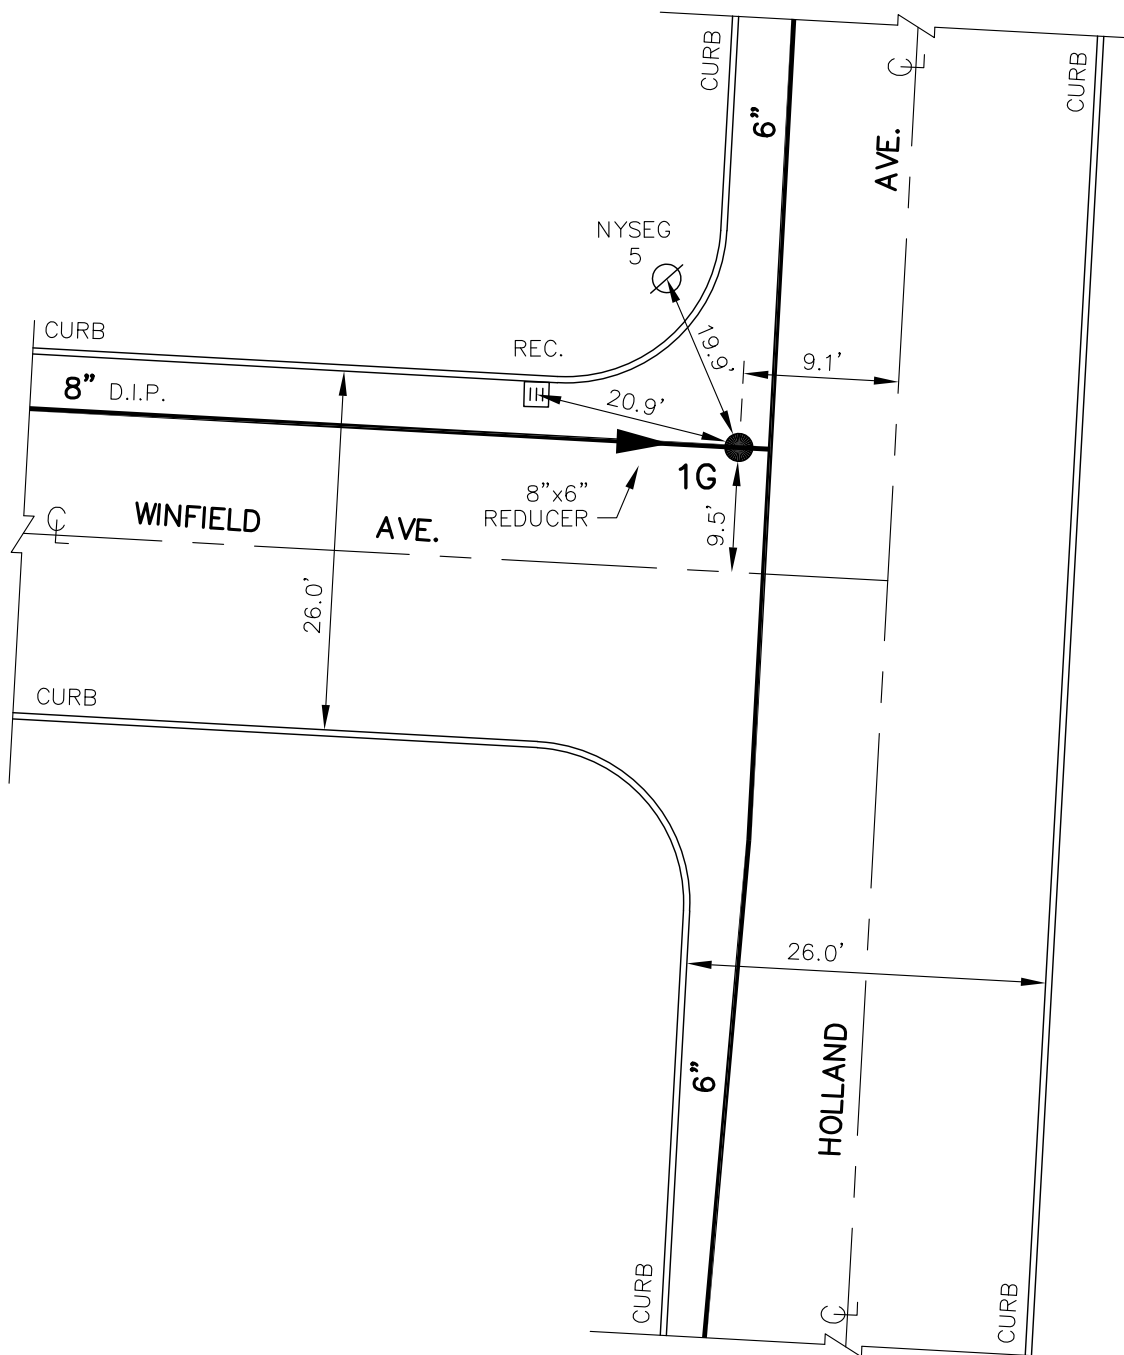 CURB
℄
CURB
6”
AVE.
NYSEG
5
CURB
REC.
19.9’
9.1’
8” D.I.P.
20.9’
1G
8”x6”
REDUCER
9.5’
℄
WINFIELD AVE.
26.0’
CURB
26.0’
6”
HOLLAND
CURB
℄
CURB